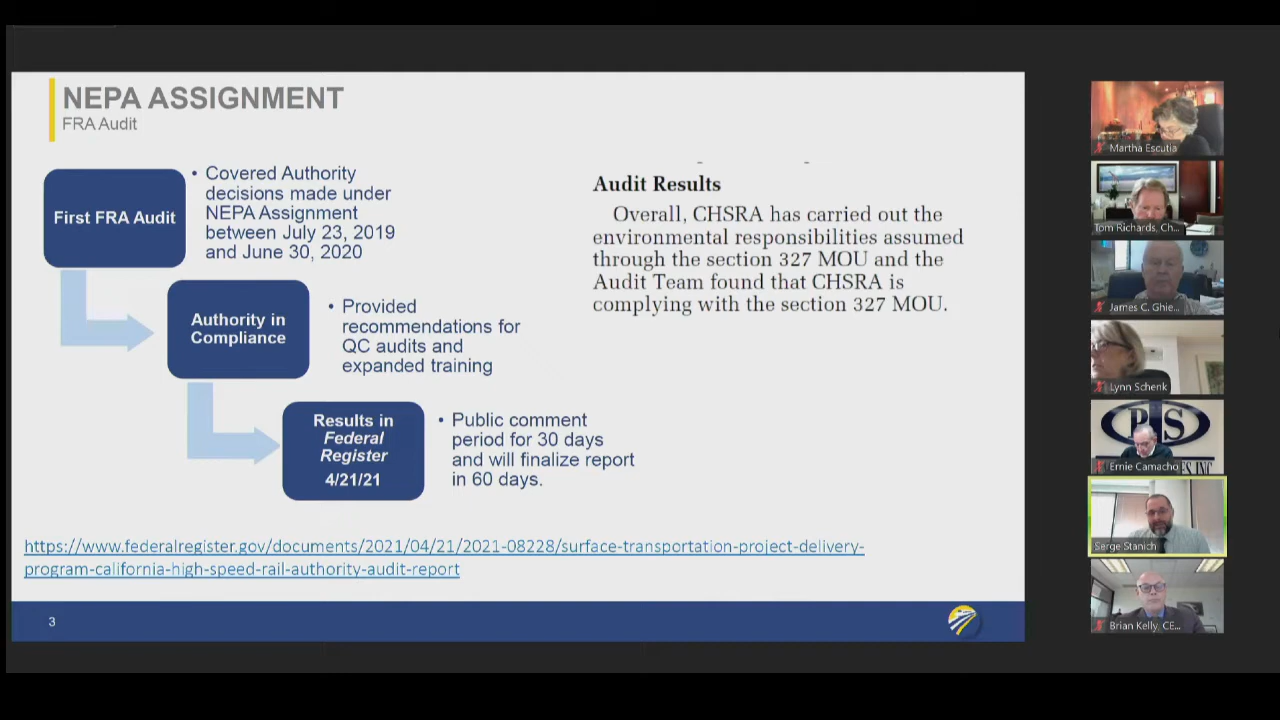 NEPA ASSIGNMENT
FRA Audit
First FRA Audit
• Covered Authority
decisions made under
NEPA Assignment
between July 23, 2019
and June 30, 2020
Authority in
Compliance
• Provided
recommendations for
QC audits and
expanded training
Results in
Federal
Register
4/21/21
• Public comment
period for 30 days
and will finalize report
in 60 days.
Audit Results
Overall, CHSRA has carried out the
environmental responsibilities assumed
through the section 327 MOU and the
Audit Team found that CHSRA is
complying with the section 327 MOU.
https://www.federalregister.gov/documents/2021/04/21/2021-08228/surface-transportation-project-delivery-
program-california-high-speed-rail-authority-audit-report
3
Martha Escutia
Tom Richards, Ch...
James C. Ghie...
Lynn Schenk
Ernie Camacho
Serge Stanich
Brian Kelly, CE...